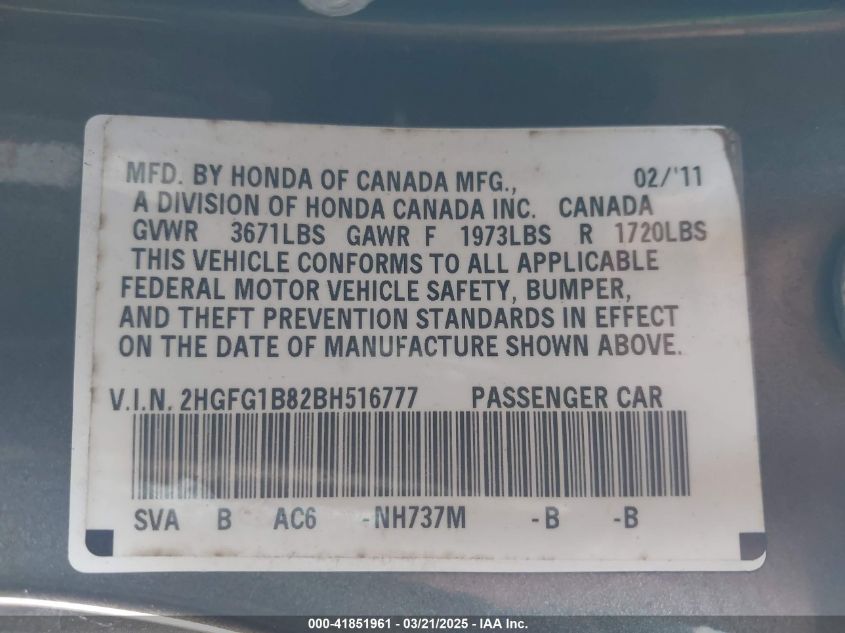 MFD. BY HONDA OF CANADA MFG., 02/'11
A DIVISION OF HONDA CANADA INC. CANADA
GVWR 3671LBS GAWR F 1973LBS R 1720LBS
THIS VEHICLE CONFORMS TO ALL APPLICABLE
FEDERAL MOTOR VEHICLE SAFETY, BUMPER,
AND THEFT PREVENTION STANDARDS IN EFFECT
ON THE DATE OF MANUFACTURE SHOWN ABOVE.
V.I.N. 2HGFG1B82BH516777 PASSENGER CAR
SVA B AC6 -NH737M -B -B
000-41851961 - 03/21/2025 - IAA Inc.